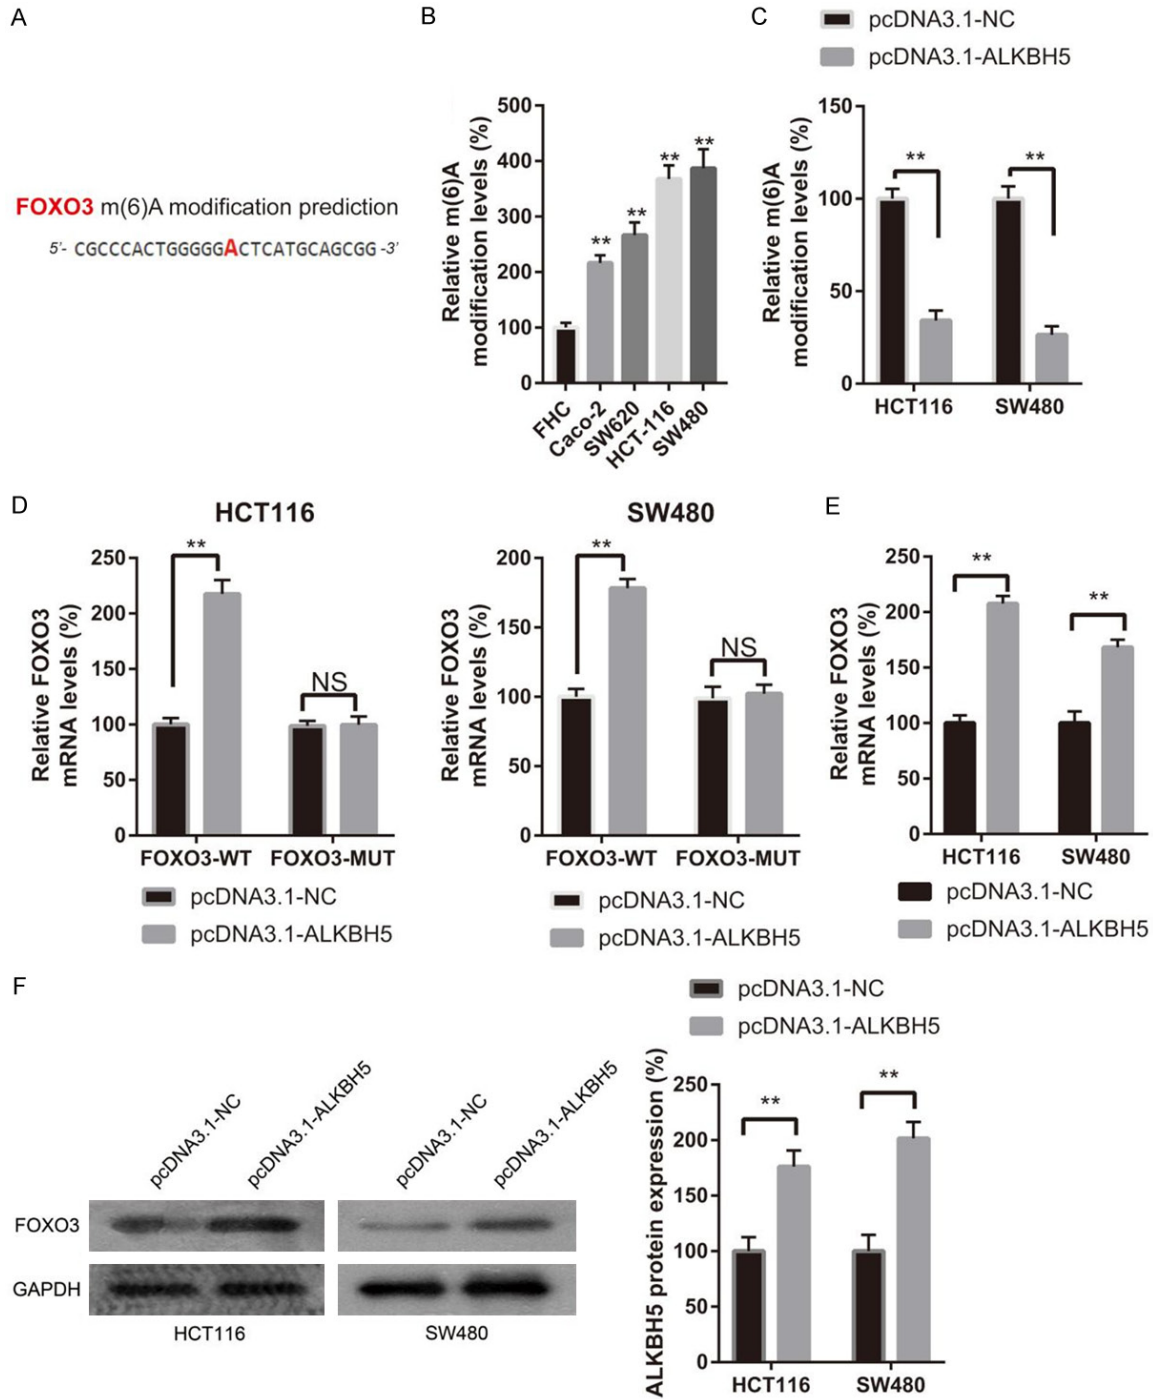 A
FOXO3 m(6)A modification prediction
5'- CGCCCACTGGGGGACTCATGCAGCGG -3'
B
Relative m(6)A
modification levels (%)
500
400
300
200
100
0
**
**
**
**
FHC
Caco-2
SW620
HCT-116
SW480
C
pcDNA3.1-NC
pcDNA3.1-ALKBH5
Relative m(6)A
modification levels (%)
150
100
50
0
**
**
HCT116
SW480
D
HCT116
Relative FOXO3
mRNA levels (%)
250
200
150
100
50
0
**
NS
FOXO3-WT
FOXO3-MUT
pcDNA3.1-NC
pcDNA3.1-ALKBH5
SW480
Relative FOXO3
mRNA levels (%)
200
150
100
50
0
**
NS
FOXO3-WT
FOXO3-MUT
pcDNA3.1-NC
pcDNA3.1-ALKBH5
E
Relative FOXO3
mRNA levels (%)
250
200
150
100
50
0
**
**
HCT116
SW480
pcDNA3.1-NC
pcDNA3.1-ALKBH5
F
pcDNA3.1-NC
pcDNA3.1-ALKBH5
pcDNA3.1-NC
pcDNA3.1-ALKBH5
FOXO3
GAPDH
HCT116
SW480
pcDNA3.1-NC
pcDNA3.1-ALKBH5
ALKBH5 protein expression (%)
250
200
150
100
50
0
**
**
HCT116
SW480